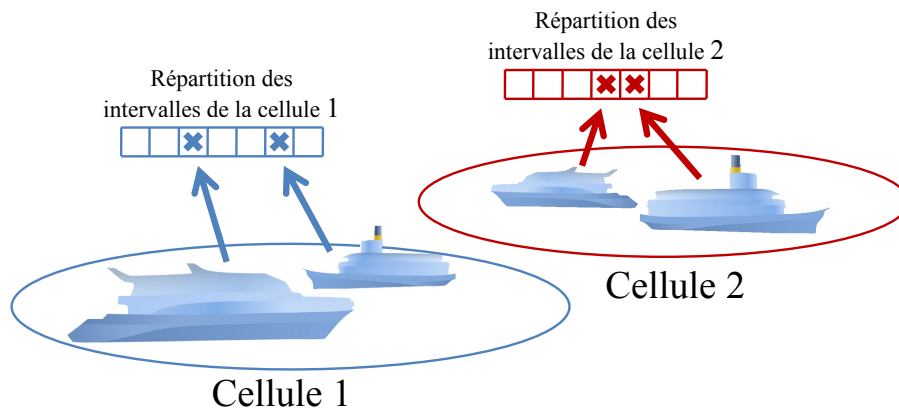 Répartition des
intervalles de la cellule 2
Répartition des
intervalles de la cellule 1
Cellule 2
Cellule 1